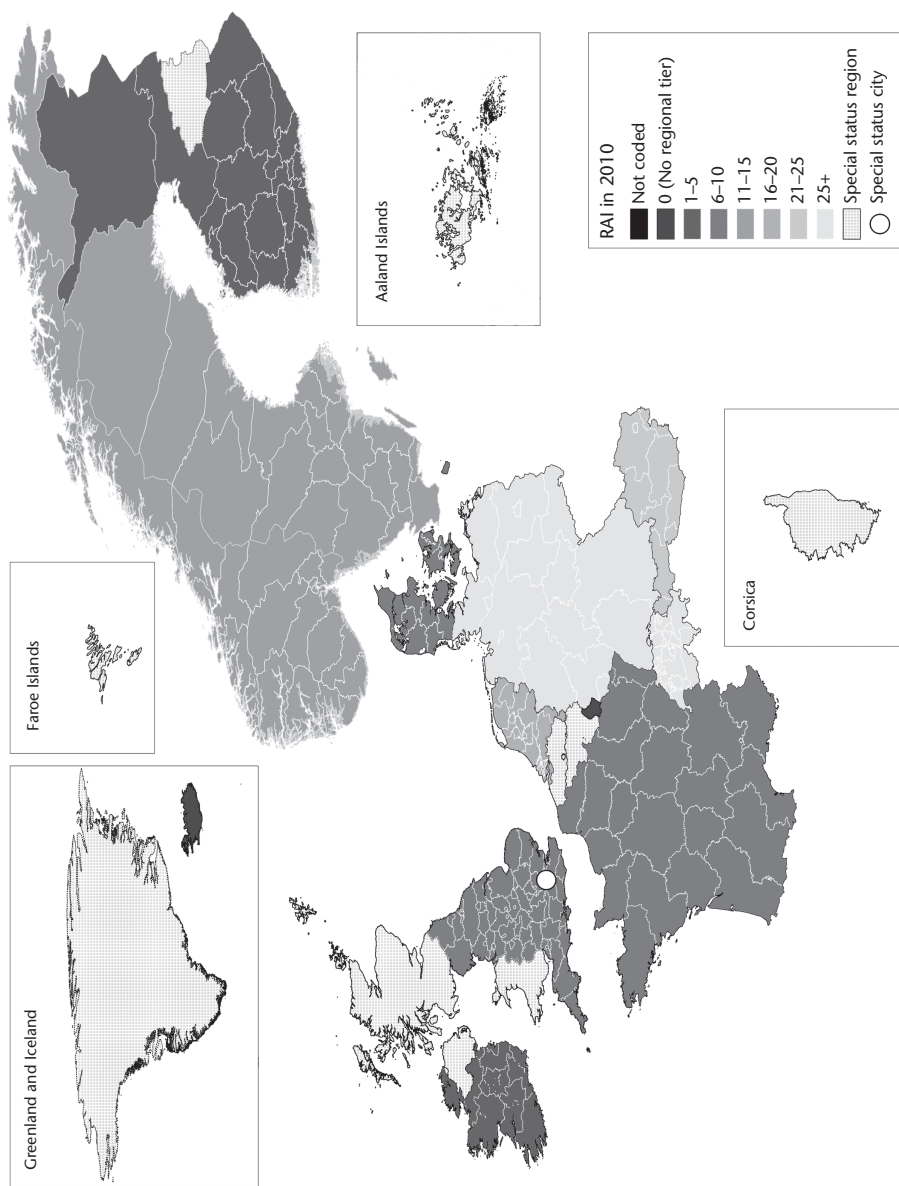 Greenland and Iceland
Faroe Islands
Aaland Islands
Corsica
RAI in 2010
Not coded
0 (No regional tier)
1–5
6–10
11–15
16–20
21–25
25+
Special status region
Special status city